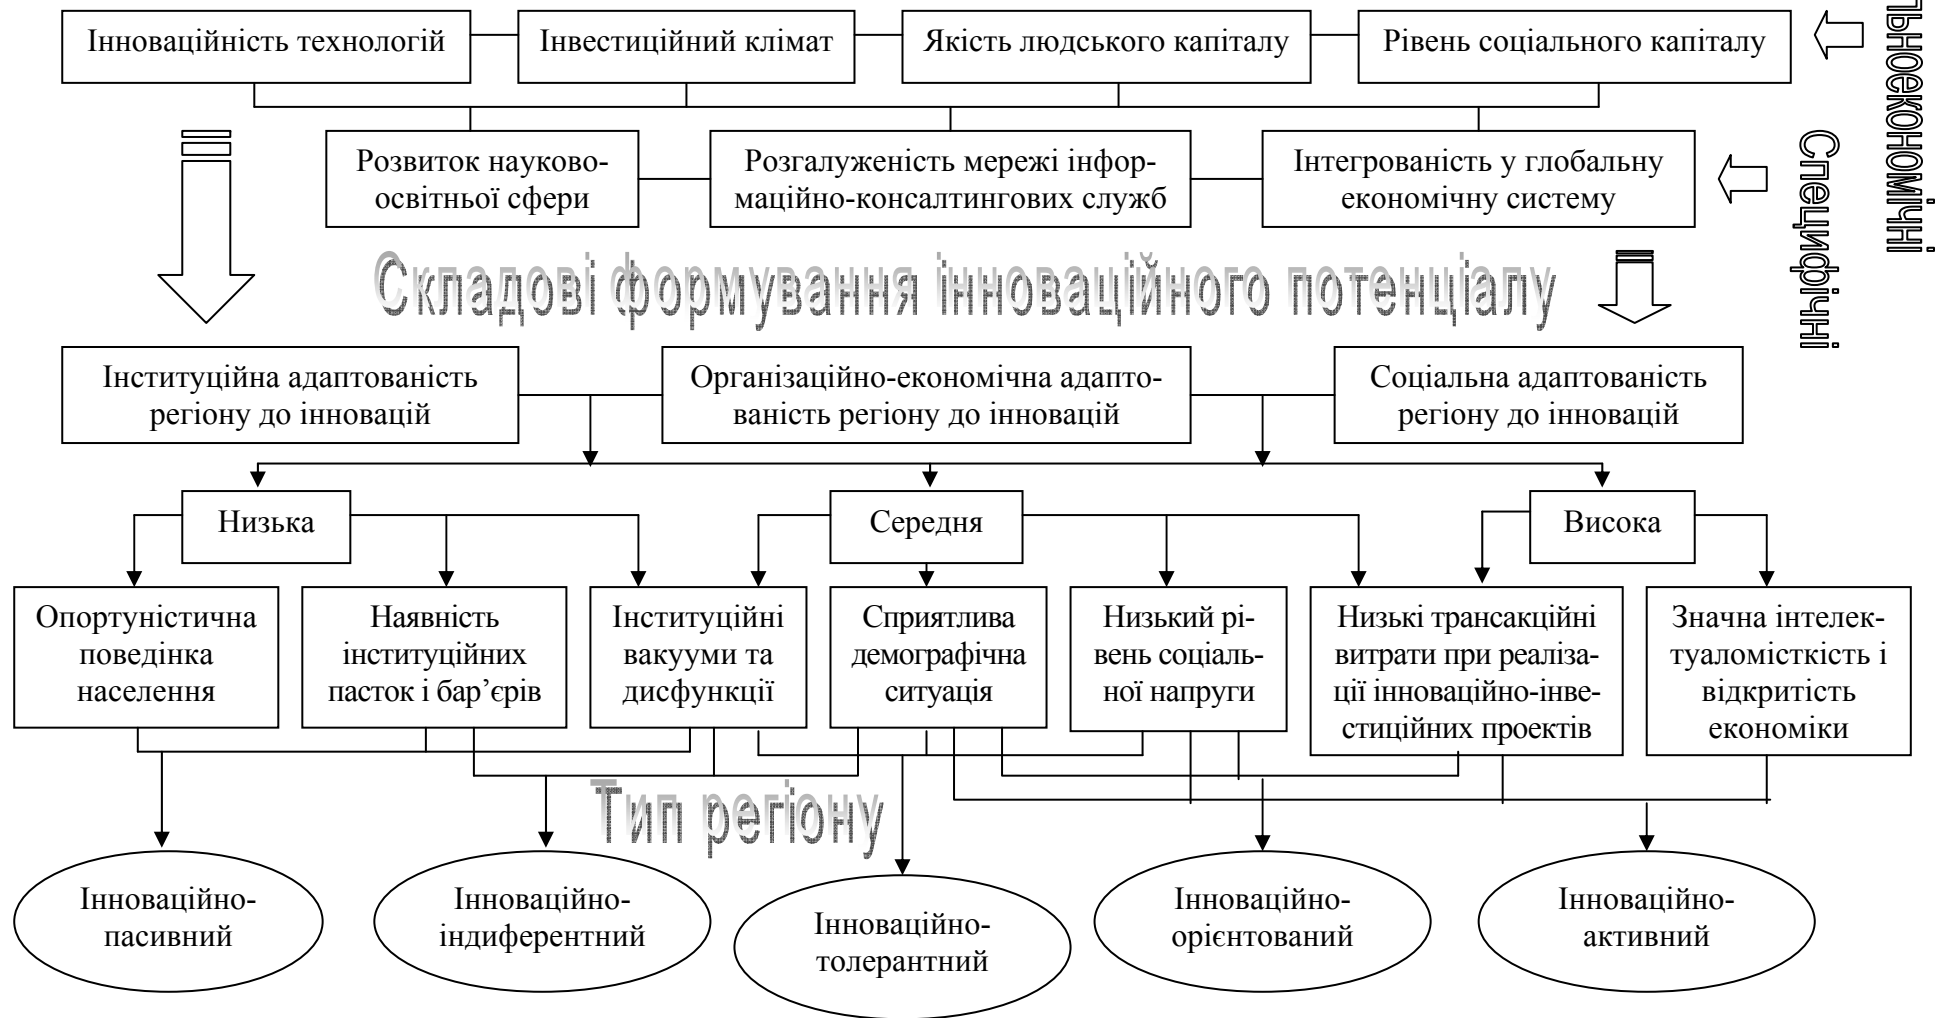 Інноваційність технологій
Інвестиційний клімат
Якість людського капіталу
Рівень соціального капіталу
льноекономічні
Розвиток науково-
освітньої сфери
Розгалуженість мережі інфор-
маційно-консалтингових служб
Інтегрованість у глобальну
економічну систему
Специфічні
Складові формування інноваційного потенціалу
Інституційна адаптованість
регіону до інновацій
Організаційно-економічна адапто-
ваність регіону до інновацій
Соціальна адаптованість
регіону до інновацій
Низька
Середня
Висока
Опортуністична
поведінка
населення
Наявність
інституційних
пасток і бар’єрів
Інституційні
вакууми та
дисфункції
Сприятлива
демографічна
ситуація
Низький рі-
вень соціаль-
ної напруги
Низькі трансакційні
витрати при реаліза-
ції інноваційно-інве-
стиційних проектів
Значна інтелек-
туаломісткість і
відкритість
економіки
Тип регіону
Інноваційно-
пасивний
Інноваційно-
індиферентний
Інноваційно-
толерантний
Інноваційно-
орієнтований
Інноваційно-
активний